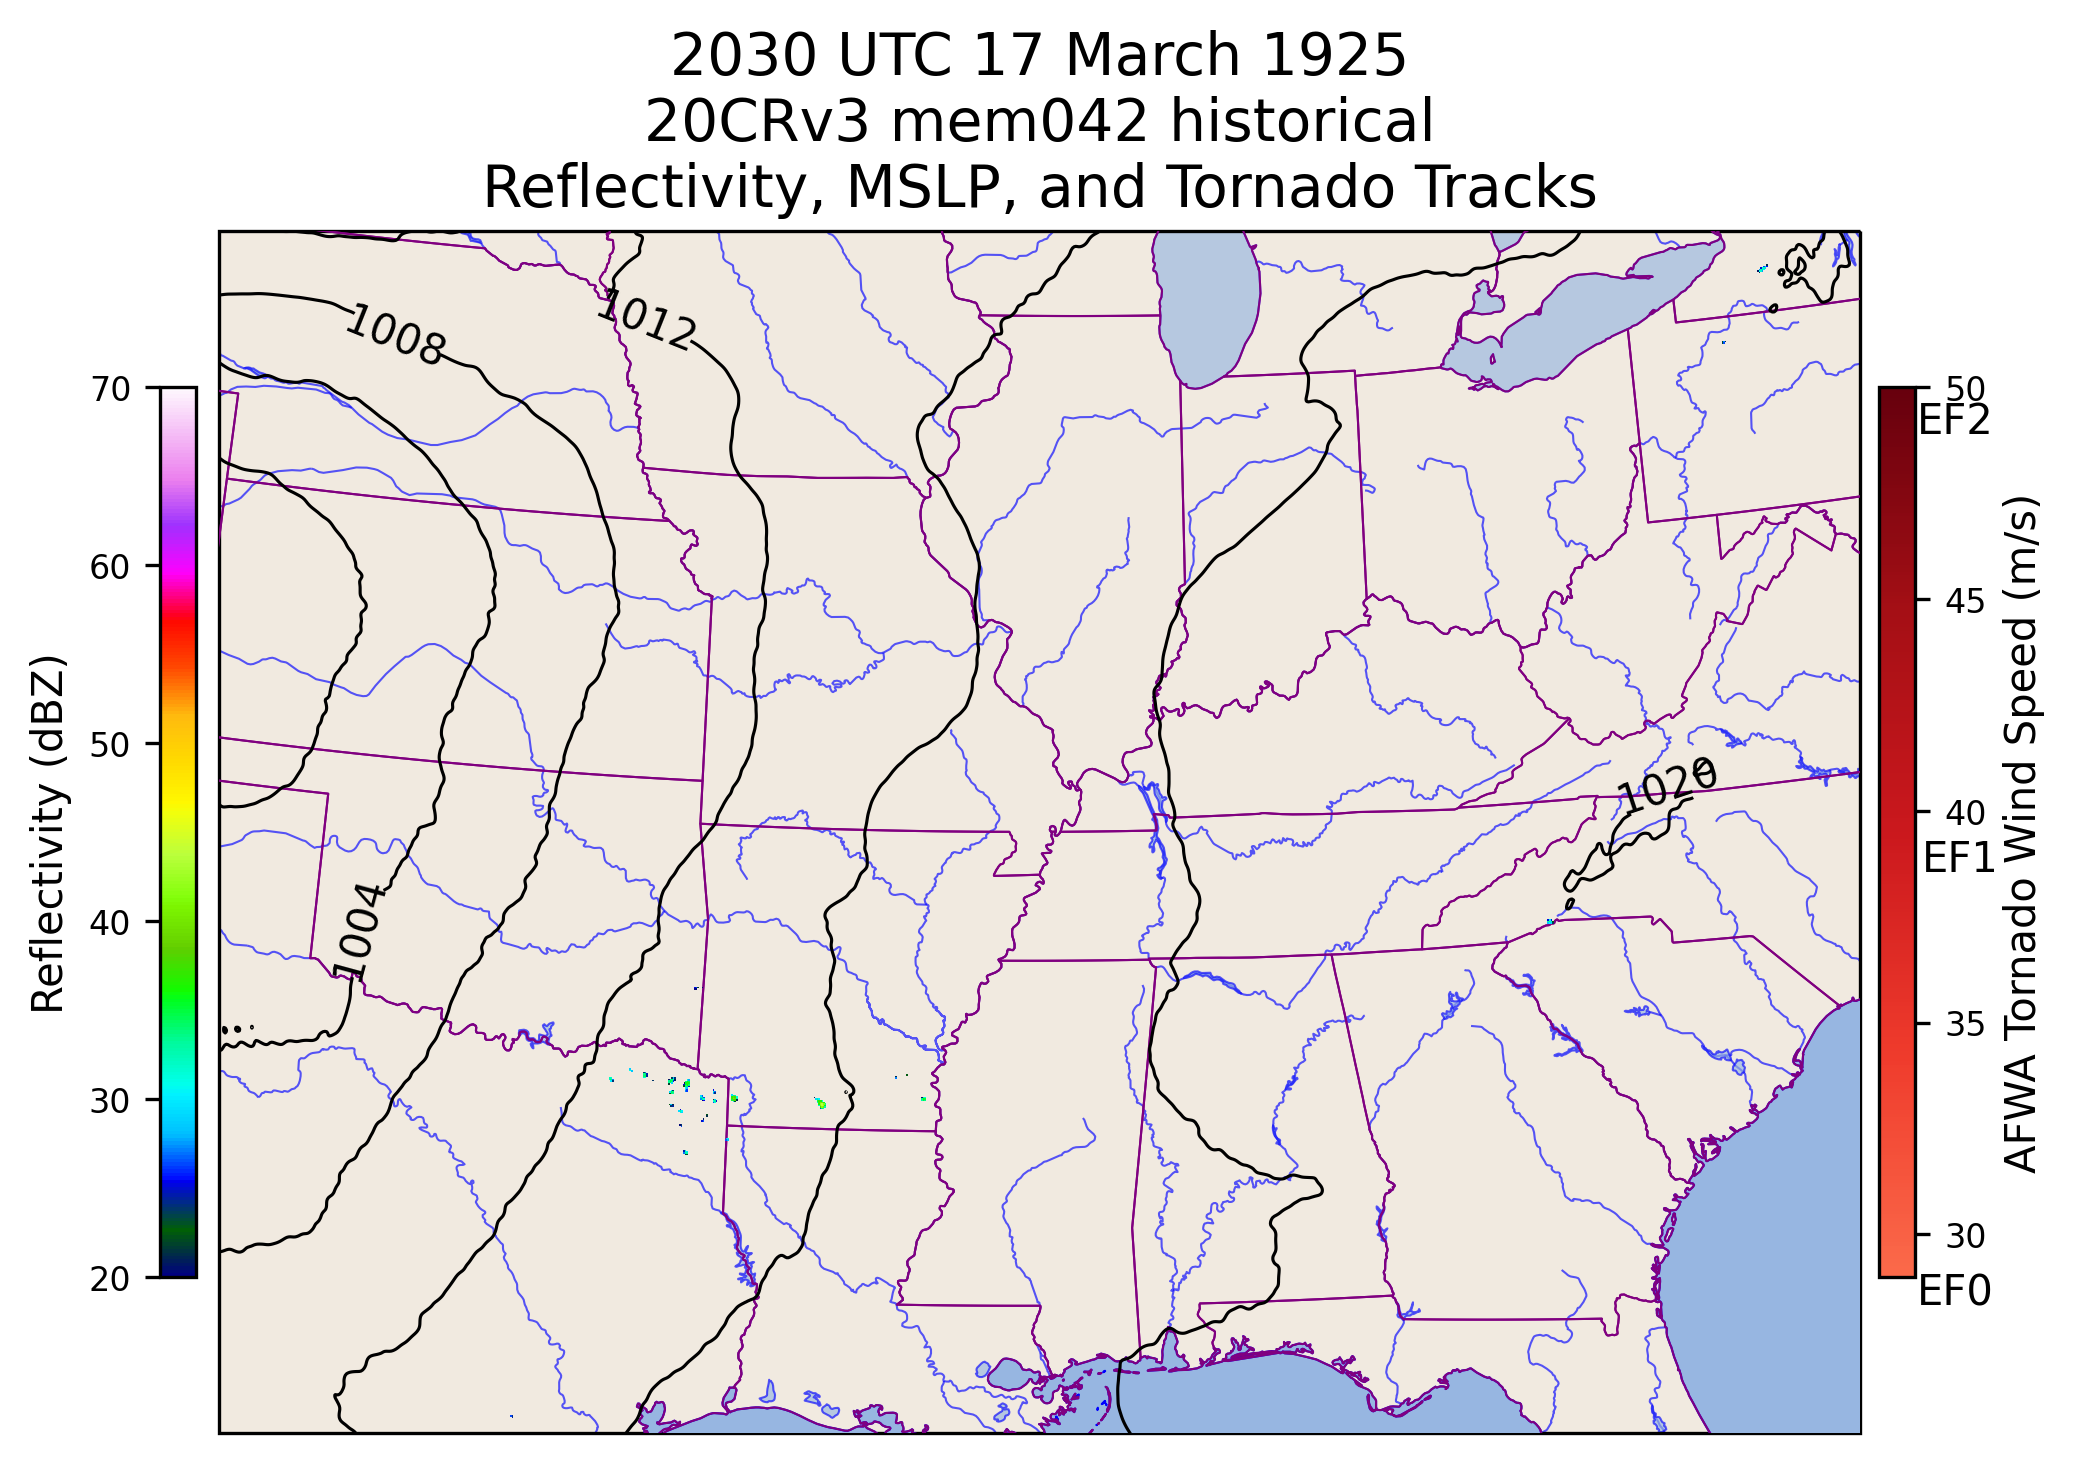 2030 UTC 17 March 1925
20CRv3 mem042 historical
Reflectivity, MSLP, and Tornado Tracks
1008
1012
1020
1004
70
60
50
40
30
20
Reflectivity (dBZ)
50
EF2
45
40
EF1
35
30
EF0
AFWA Tornado Wind Speed (m/s)